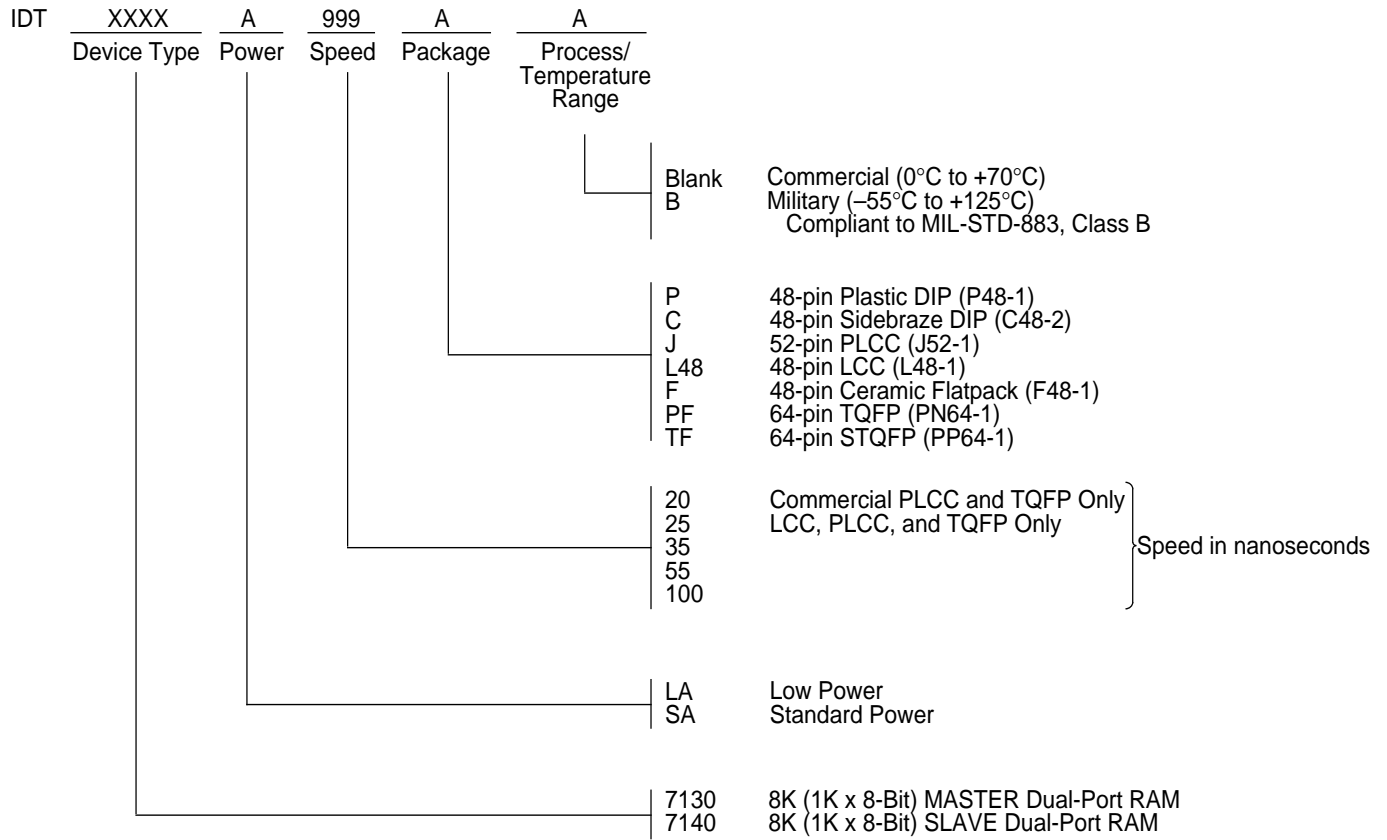 IDT XXXX A 999 A A
Device Type Power Speed Package Process/
Temperature
Range
Blank Commercial (0°C to +70°C)
B Military (–55°C to +125°C)
Compliant to MIL-STD-883, Class B
P 48-pin Plastic DIP (P48-1)
C 48-pin Sidebraze DIP (C48-2)
J 52-pin PLCC (J52-1)
L48 48-pin LCC (L48-1)
F 48-pin Ceramic Flatpack (F48-1)
PF 64-pin TQFP (PN64-1)
TF 64-pin STQFP (PP64-1)
20 Commercial PLCC and TQFP Only
25 LCC, PLCC, and TQFP Only
35 Speed in nanoseconds
55
100
LA Low Power
SA Standard Power
7130 8K (1K x 8-Bit) MASTER Dual-Port RAM
7140 8K (1K x 8-Bit) SLAVE Dual-Port RAM